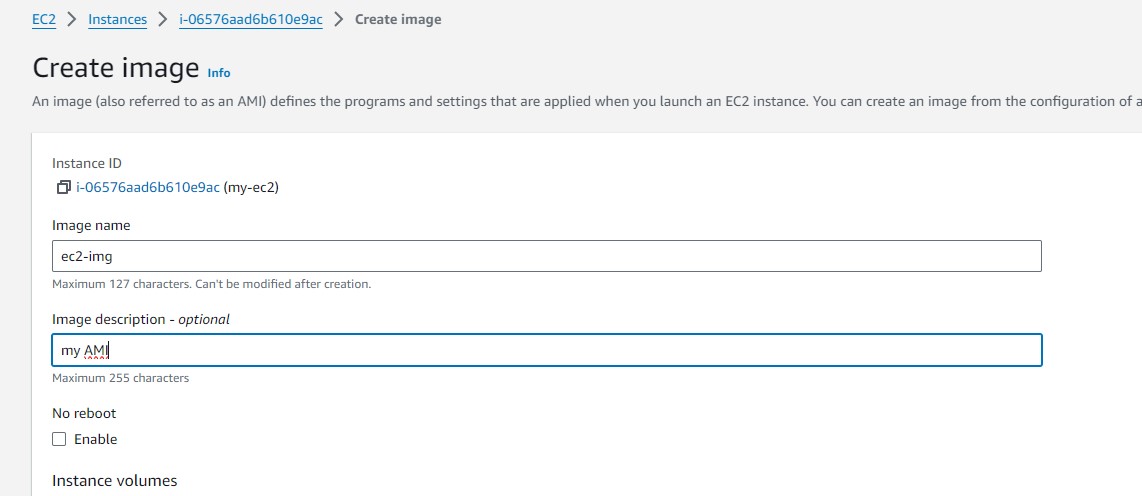 EC2 > Instances > i-06576aad6b610e9ac > Create image
Create image Info
An image (also referred to as an AMI) defines the programs and settings that are applied when you launch an EC2 instance. You can create an image from the configuration of a
Instance ID
i-06576aad6b610e9ac (my-ec2)
Image name
ec2-img
Maximum 127 characters. Can't be modified after creation.
Image description - optional
my AMI
Maximum 255 characters
No reboot
Enable
Instance volumes